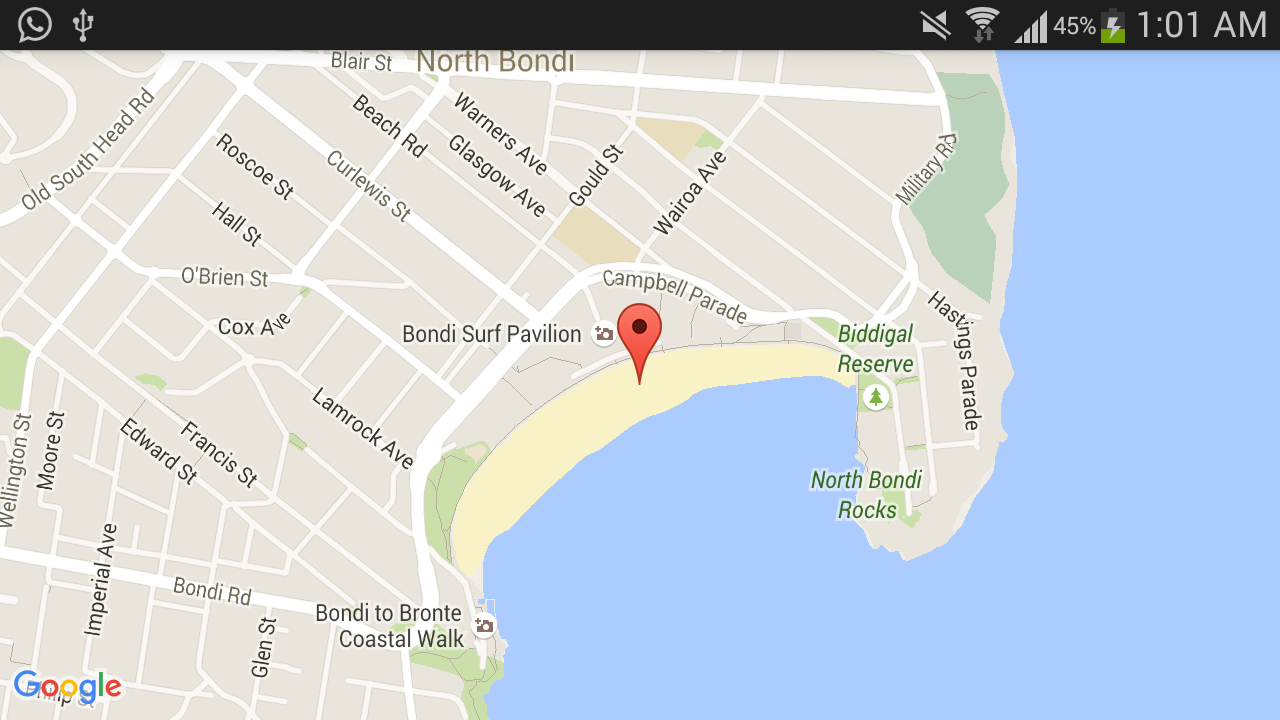 45% 1:01 AM
Blair St
North Bondi
Old South Head Rd
Beach Rd
Warners Ave
Glasgow Ave
Roscoe St
Curlewis St
Gould St
Wairoa Ave
Military Rd
Hall St
O'Brien St
Campbell Parade
Cox Ave
Bondi Surf Pavilion
Biddigal
Reserve
Hastings Parade
Lamrock Ave
Wellington St
Moore St
Edward St
Francis St
North Bondi
Rocks
Imperial Ave
Bondi Rd
Glen St
Bondi to Bronte
Coastal Walk
Google